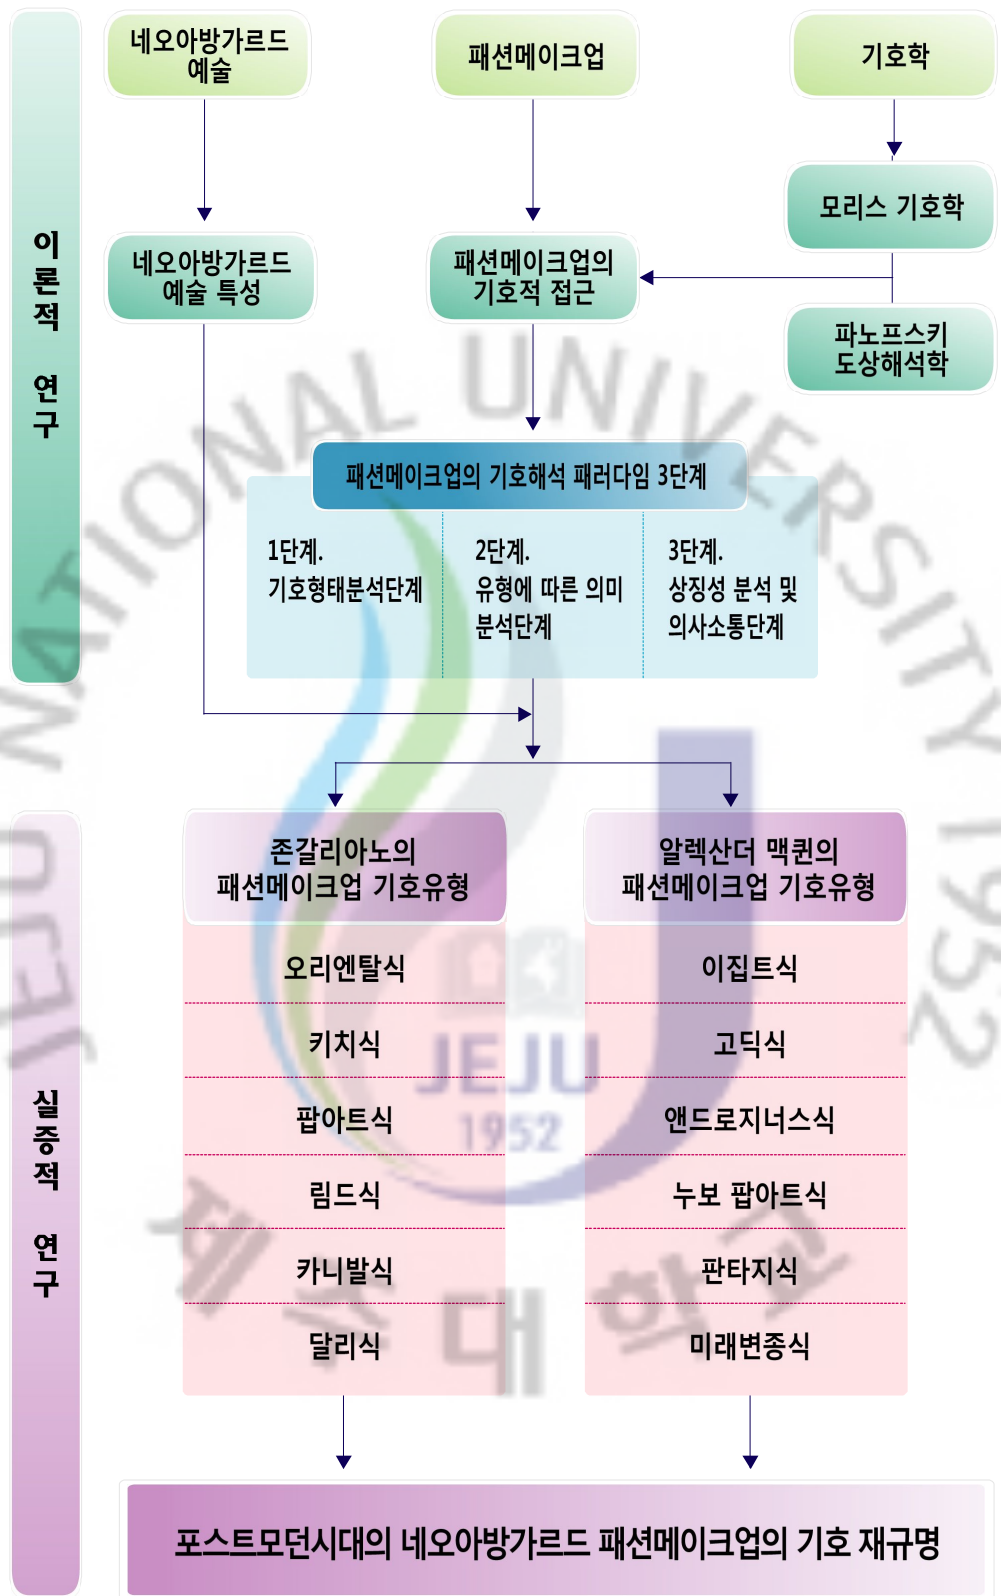 네오아방가르드
예술
패션메이크업
기호학
모리스 기호학
이론적 연구
네오아방가르드
예술 특성
패션메이크업의
기호적 접근
파노프스키
도상해석학
패션메이크업의 기호해석 패러다임 3단계
1단계.
기호형태분석단계
2단계.
유형에 따른 의미
분석단계
3단계.
상징성 분석 및
의사소통단계
실증적 연구
존갈리아노의
패션메이크업 기호유형
오리엔탈식
키치식
팝아트식
림드식
카니발식
달리식
알렉산더 맥퀸의
패션메이크업 기호유형
이집트식
고딕식
앤드로지너스식
누보 팝아트식
판타지식
미래변종식
포스트모던시대의 네오아방가르드 패션메이크업의 기호 재규명
JEJU NATIONAL UNIVERSITY 1952
JEJU
1952
제주대학교